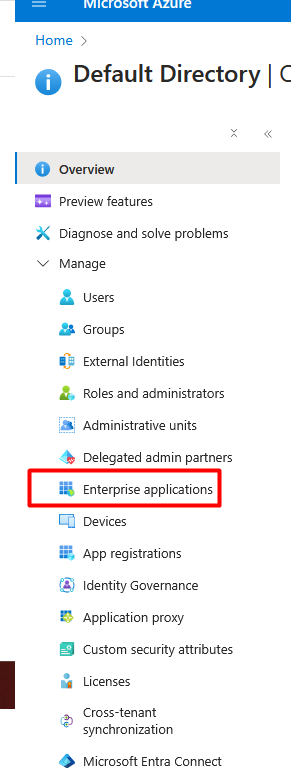 Microsoft Azure
Home
Default Directory |
Overview
Preview features
Diagnose and solve problems
Manage
Users
Groups
External Identities
Roles and administrators
Administrative units
Delegated admin partners
Enterprise applications
Devices
App registrations
Identity Governance
Application proxy
Custom security attributes
Licenses
Cross-tenant
synchronization
Microsoft Entra Connect